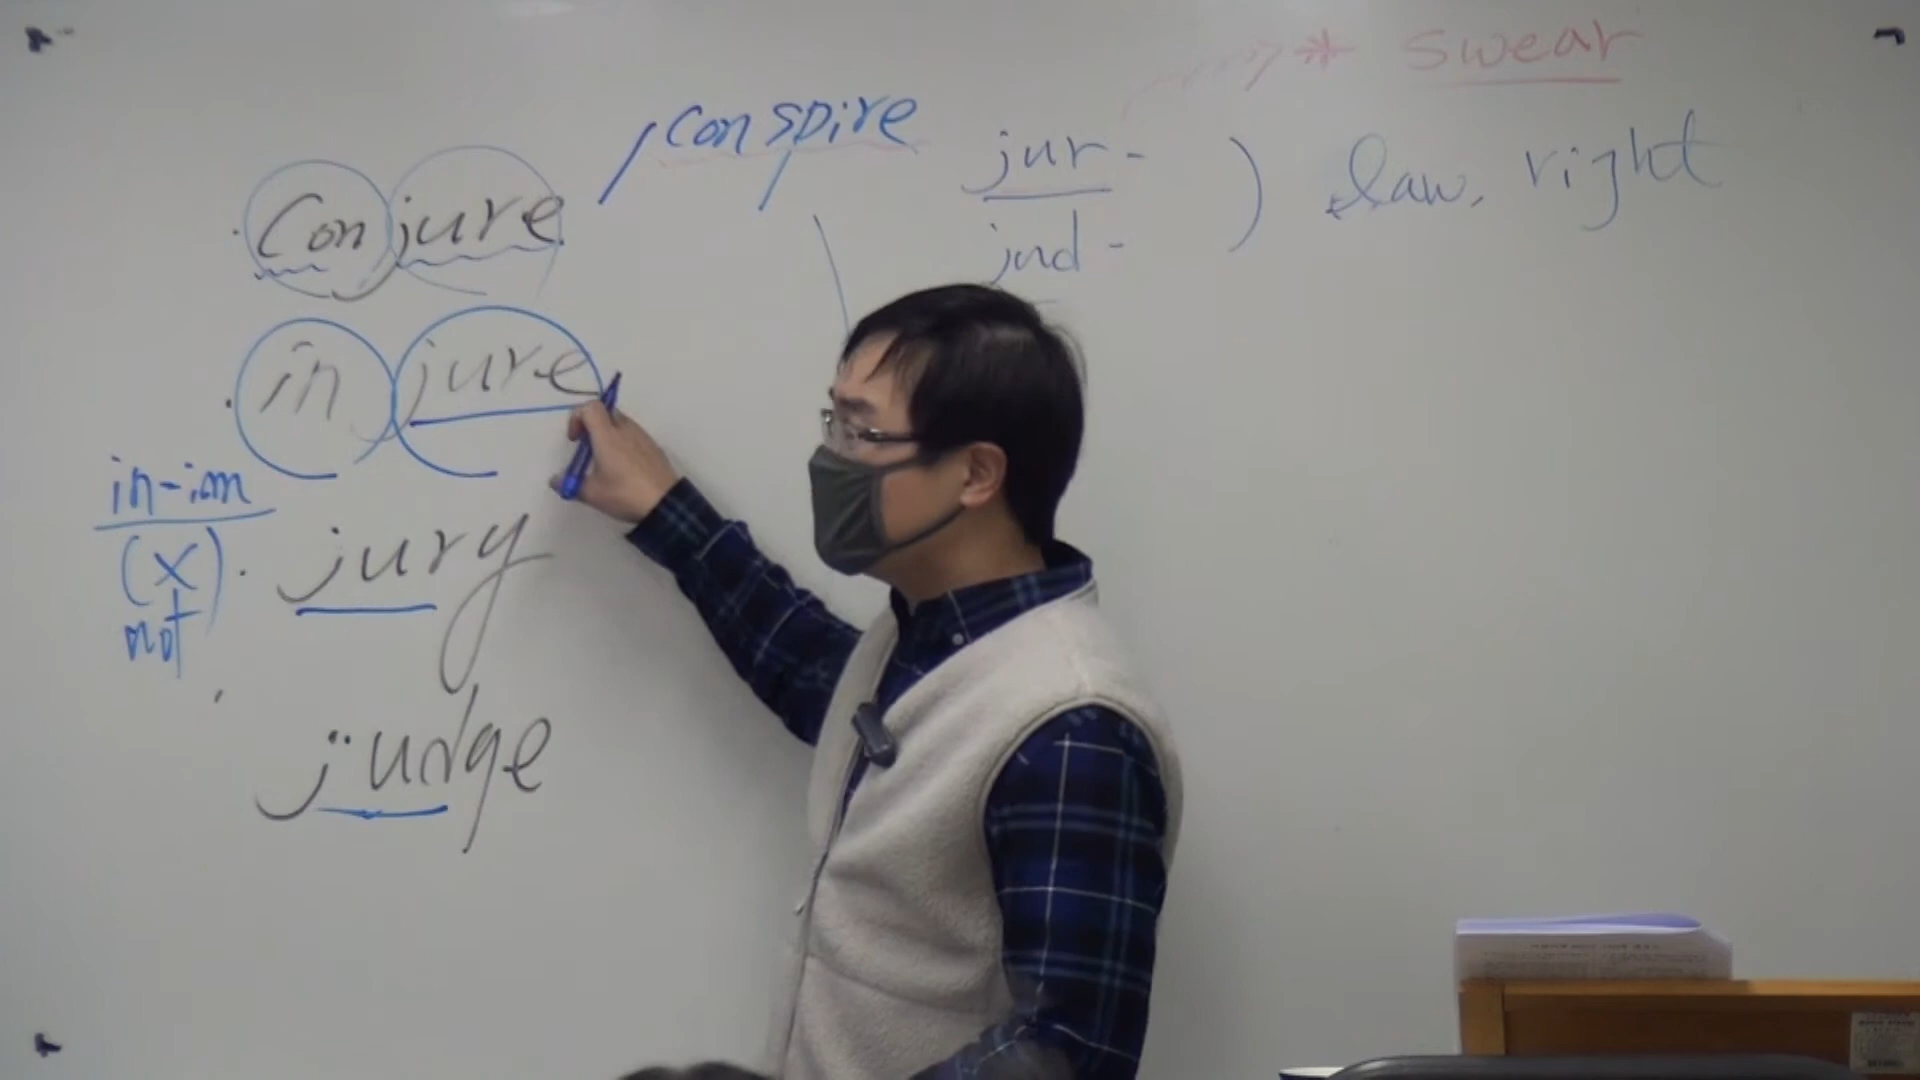 * swear
conspire
jur-
jud-
) law, right
Conjure
injure
in-im
(x)
not
jury
judge